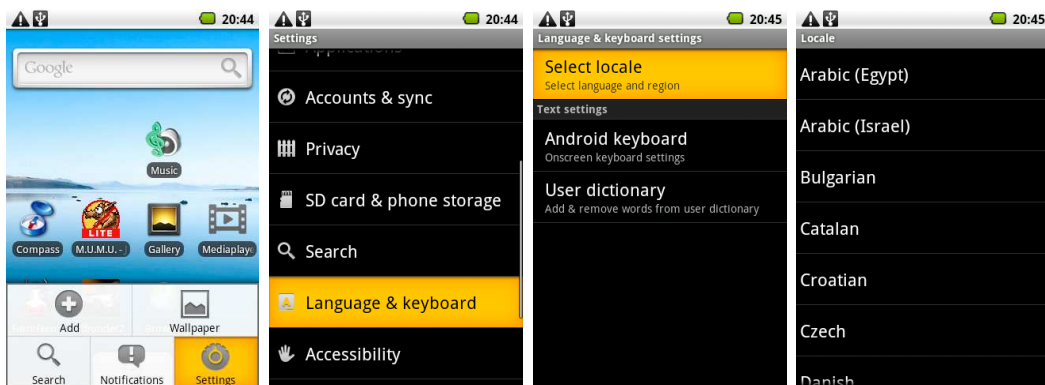 20:44
Google
Music
Compass
M.U.M.U. -
LITE
Gallery
Mediaplay
Add
Wallpaper
Search
Notifications
Settings
20:44
Settings
Applications
Accounts & sync
Privacy
SD card & phone storage
Search
Language & keyboard
Accessibility
20:45
Language & keyboard settings
Select locale
Select language and region
Text settings
Android keyboard
Onscreen keyboard settings
User dictionary
Add & remove words from user dictionary
20:45
Locale
Arabic (Egypt)
Arabic (Israel)
Bulgarian
Catalan
Croatian
Czech
Danish